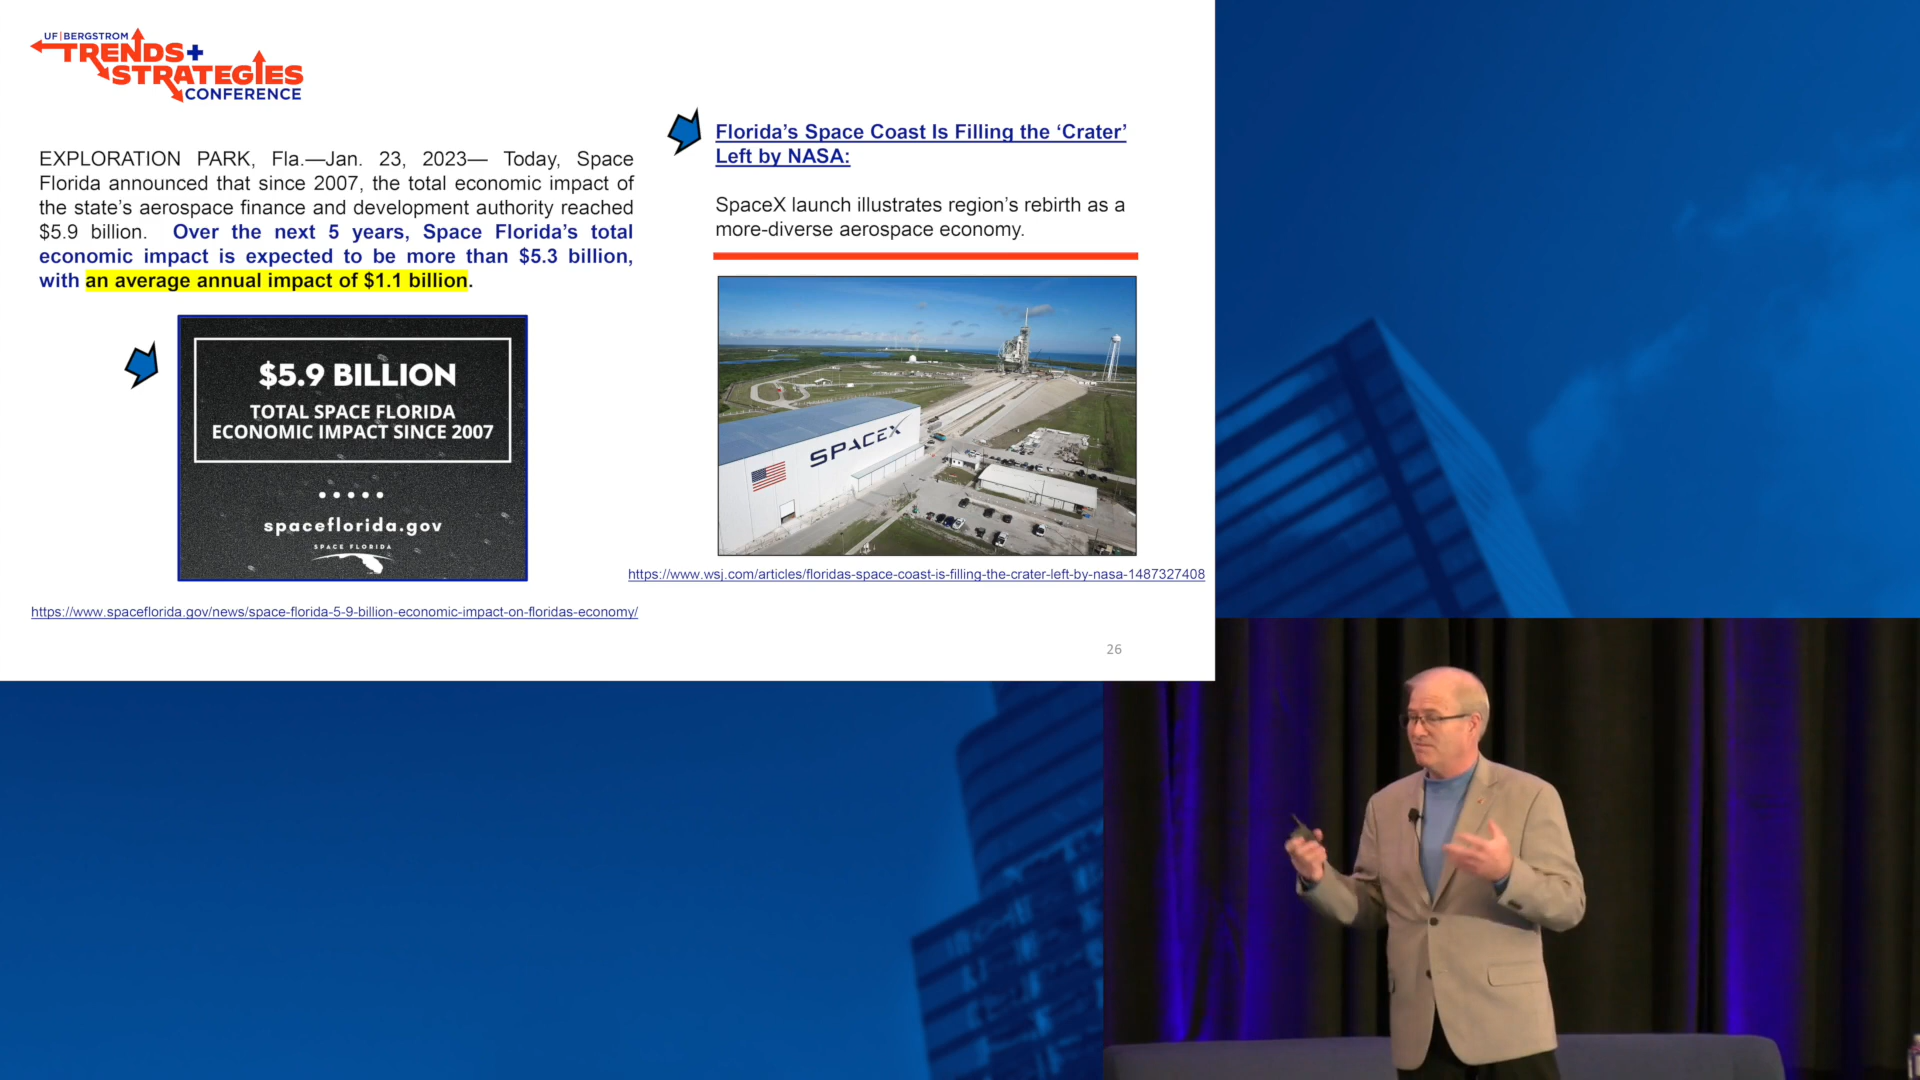 UF|BERGSTROM
TRENDS+
STRATEGIES
CONFERENCE
EXPLORATION PARK, Fla.—Jan. 23, 2023— Today, Space
Florida announced that since 2007, the total economic impact of
the state’s aerospace finance and development authority reached
$5.9 billion. Over the next 5 years, Space Florida’s total
economic impact is expected to be more than $5.3 billion,
with an average annual impact of $1.1 billion.
$5.9 BILLION
TOTAL SPACE FLORIDA
ECONOMIC IMPACT SINCE 2007
spaceflorida.gov
SPACE FLORIDA
https://www.spaceflorida.gov/news/space-florida-5-9-billion-economic-impact-on-floridas-economy/
Florida’s Space Coast Is Filling the ‘Crater’
Left by NASA:
SpaceX launch illustrates region’s rebirth as a
more-diverse aerospace economy.
SPACEX
https://www.wsj.com/articles/floridas-space-coast-is-filling-the-crater-left-by-nasa-1487327408
26